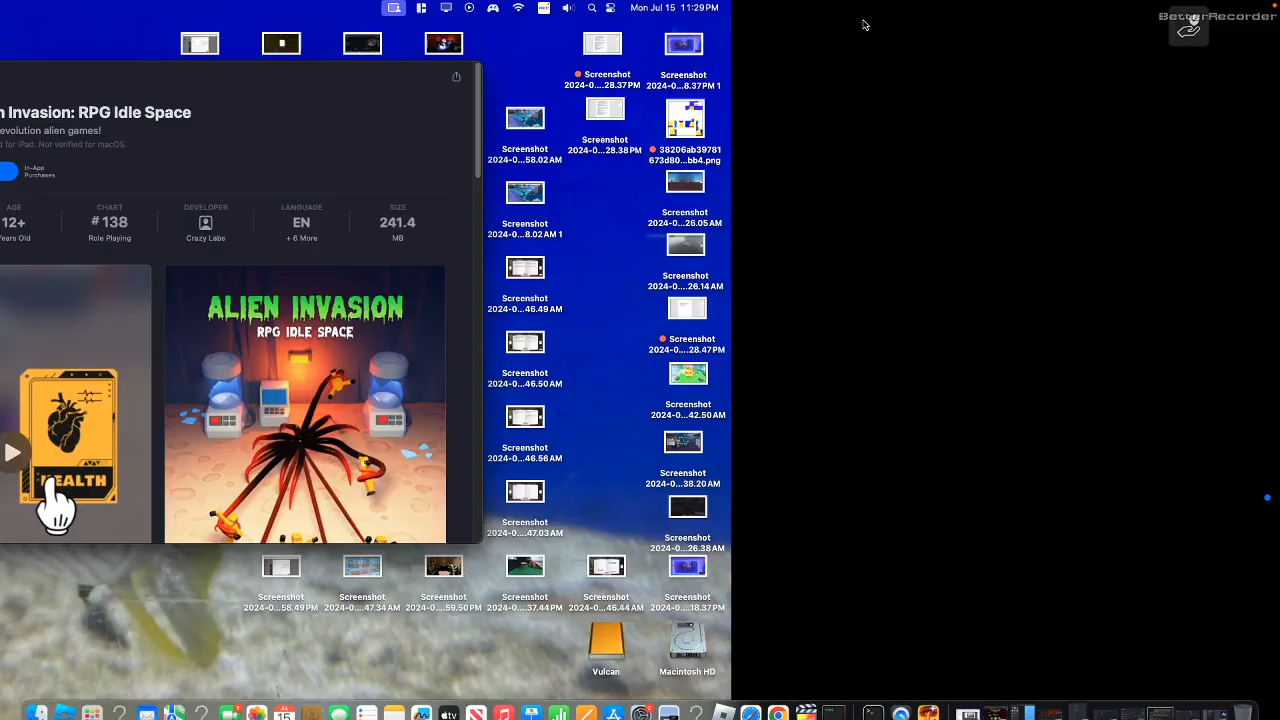 Mon Jul 15 11:29 PM
BetterRecorder
n Invasion: RPG Idle Space
evolution alien games!
d for iPad. Not verified for macOS.
In-App
Purchases
AGE
12+
Years Old
CHART
#138
Role Playing
DEVELOPER
Crazy Labs
LANGUAGE
EN
+ 6 More
SIZE
241.4
MB
HEALTH
ALIEN INVASION
RPG IDLE SPACE
Screenshot
2024-0...58.02 AM
Screenshot
2024-0...8.02 AM 1
Screenshot
2024-0...46.49 AM
Screenshot
2024-0...46.50 AM
Screenshot
2024-0...46.56 AM
Screenshot
2024-0....47.03 AM
Screenshot
2024-0...28.37 PM
Screenshot
2024-0...28.38 PM
Screenshot
2024-0...8.37 PM 1
38206ab39781
673d80...bb4.png
Screenshot
2024-0...26.05 AM
Screenshot
2024-0...26.14 AM
Screenshot
2024-0....28.47 PM
Screenshot
2024-0....42.50 AM
Screenshot
2024-0...38.20 AM
Screenshot
2024-0...26.38 AM
Screenshot
2024-0...58.49 PM
Screenshot
2024-0....47.34 AM
Screenshot
2024-0...59.50 PM
Screenshot
2024-0....37.44 PM
Screenshot
2024-0...46.44 AM
Screenshot
2024-0....18.37 PM
Vulcan
Macintosh HD
JUL
15
tv
2